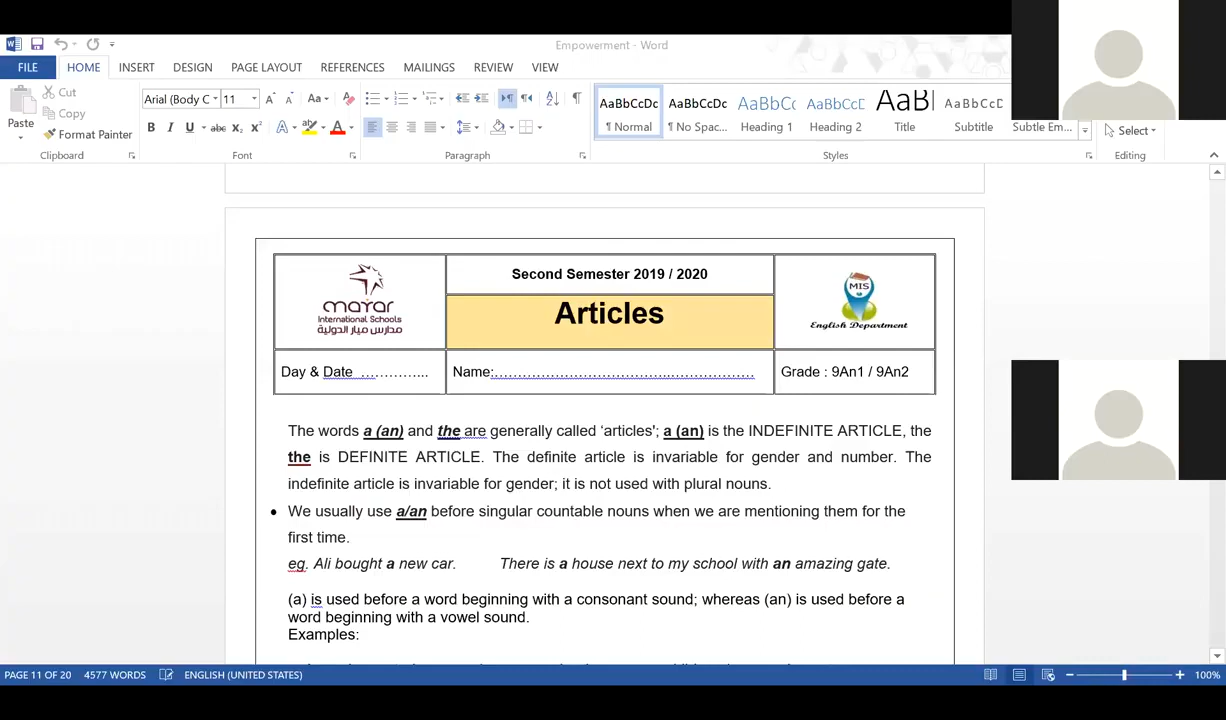 Empowerment - Word
FILE HOME INSERT DESIGN PAGE LAYOUT REFERENCES MAILINGS REVIEW VIEW
Cut
Copy
Format Painter
Paste
Arial (Body C 11
AaBbCcDc AaBbCcDc AaBbCc AaBbCcD AaB AaBbCcD
¶ Normal ¶ No Spac... Heading 1 Heading 2 Title Subtitle Subtle Em...
Select
Clipboard Font Paragraph Styles Editing
mayar
International Schools
مدارس ميار الدولية
Second Semester 2019 / 2020
Articles
MIS
English Department
Day & Date …………..
Name:……………………………..………………
Grade : 9An1 / 9An2
The words a (an) and the are generally called ‘articles'; a (an) is the INDEFINITE ARTICLE, the
the is DEFINITE ARTICLE. The definite article is invariable for gender and number. The
indefinite article is invariable for gender; it is not used with plural nouns.
• We usually use a/an before singular countable nouns when we are mentioning them for the
first time.
eg. Ali bought a new car. There is a house next to my school with an amazing gate.
(a) is used before a word beginning with a consonant sound; whereas (an) is used before a
word beginning with a vowel sound.
Examples:
PAGE 11 OF 20 4577 WORDS ENGLISH (UNITED STATES) 100%